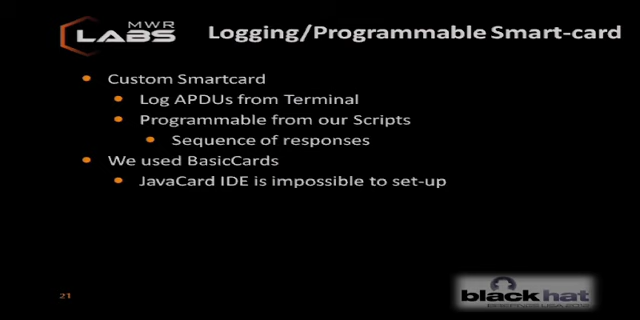 MWR
LABS
Logging/Programmable Smart-card
Custom Smartcard
Log APDUs from Terminal
Programmable from our Scripts
Sequence of responses
We used BasicCards
JavaCard IDE is impossible to set-up
21
black hat